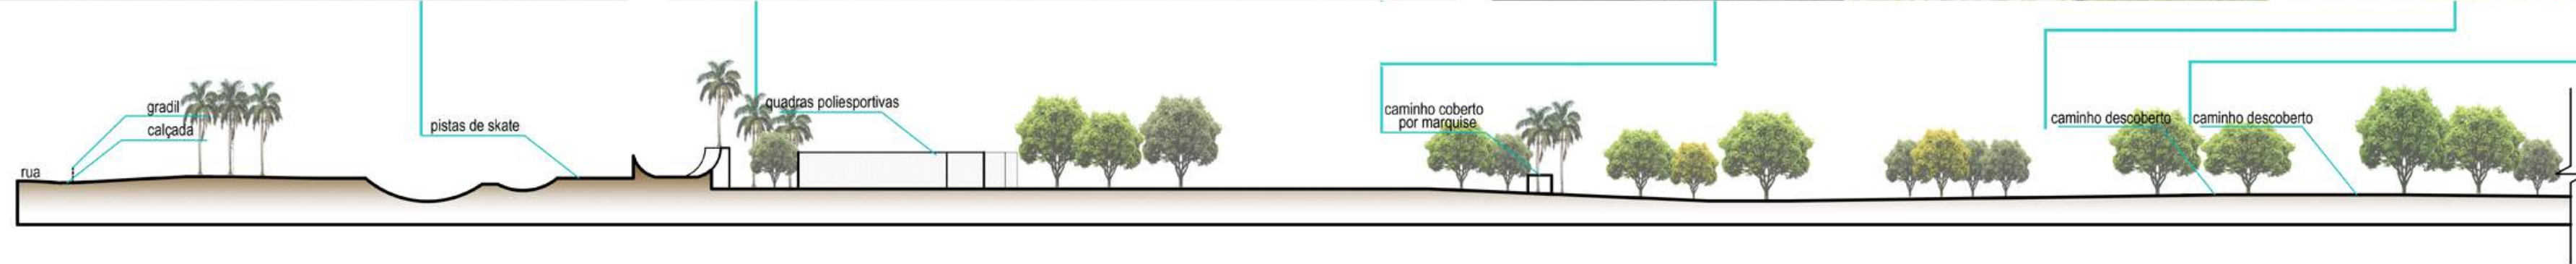 rua
gradil
calçada
pistas de skate
quadras poliesportivas
caminho coberto
por marquise
caminho descoberto
caminho descoberto